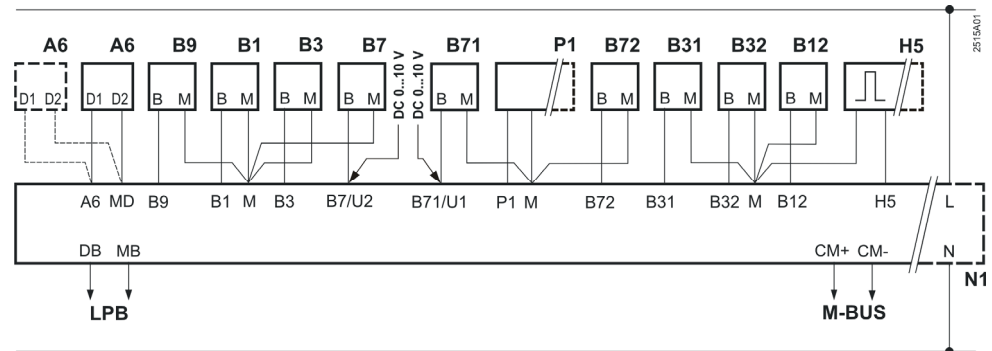 A6 A6 B9 B1 B3 B7 DC 0...10 V DC 0...10 V B71 P1 B72 B31 B32 B12 H5 2515A01
D1 D2 D1 D2 B M B M B M B M B M B M B M B M B M
A6 MD B9 B1 M B3 B7/U2 B71/U1 P1 M B72 B31 B32 M B12 H5 L
DB MB CM+ CM- N
N1
LPB M-BUS